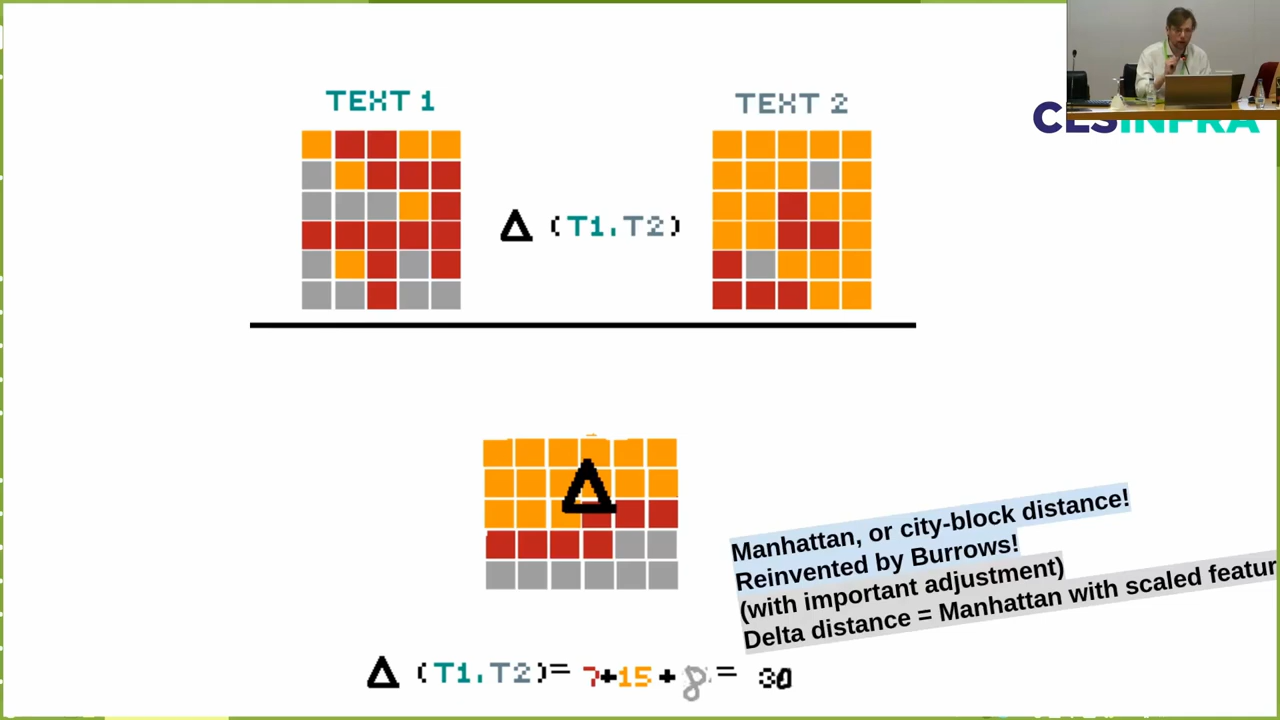 TEXT 1
TEXT 2
CLSINFRA
Δ (T1,T2)
Δ
Manhattan, or city-block distance!
Reinvented by Burrows!
(with important adjustment)
Delta distance = Manhattan with scaled featur
Δ (T1,T2)= 7+15+8= 30